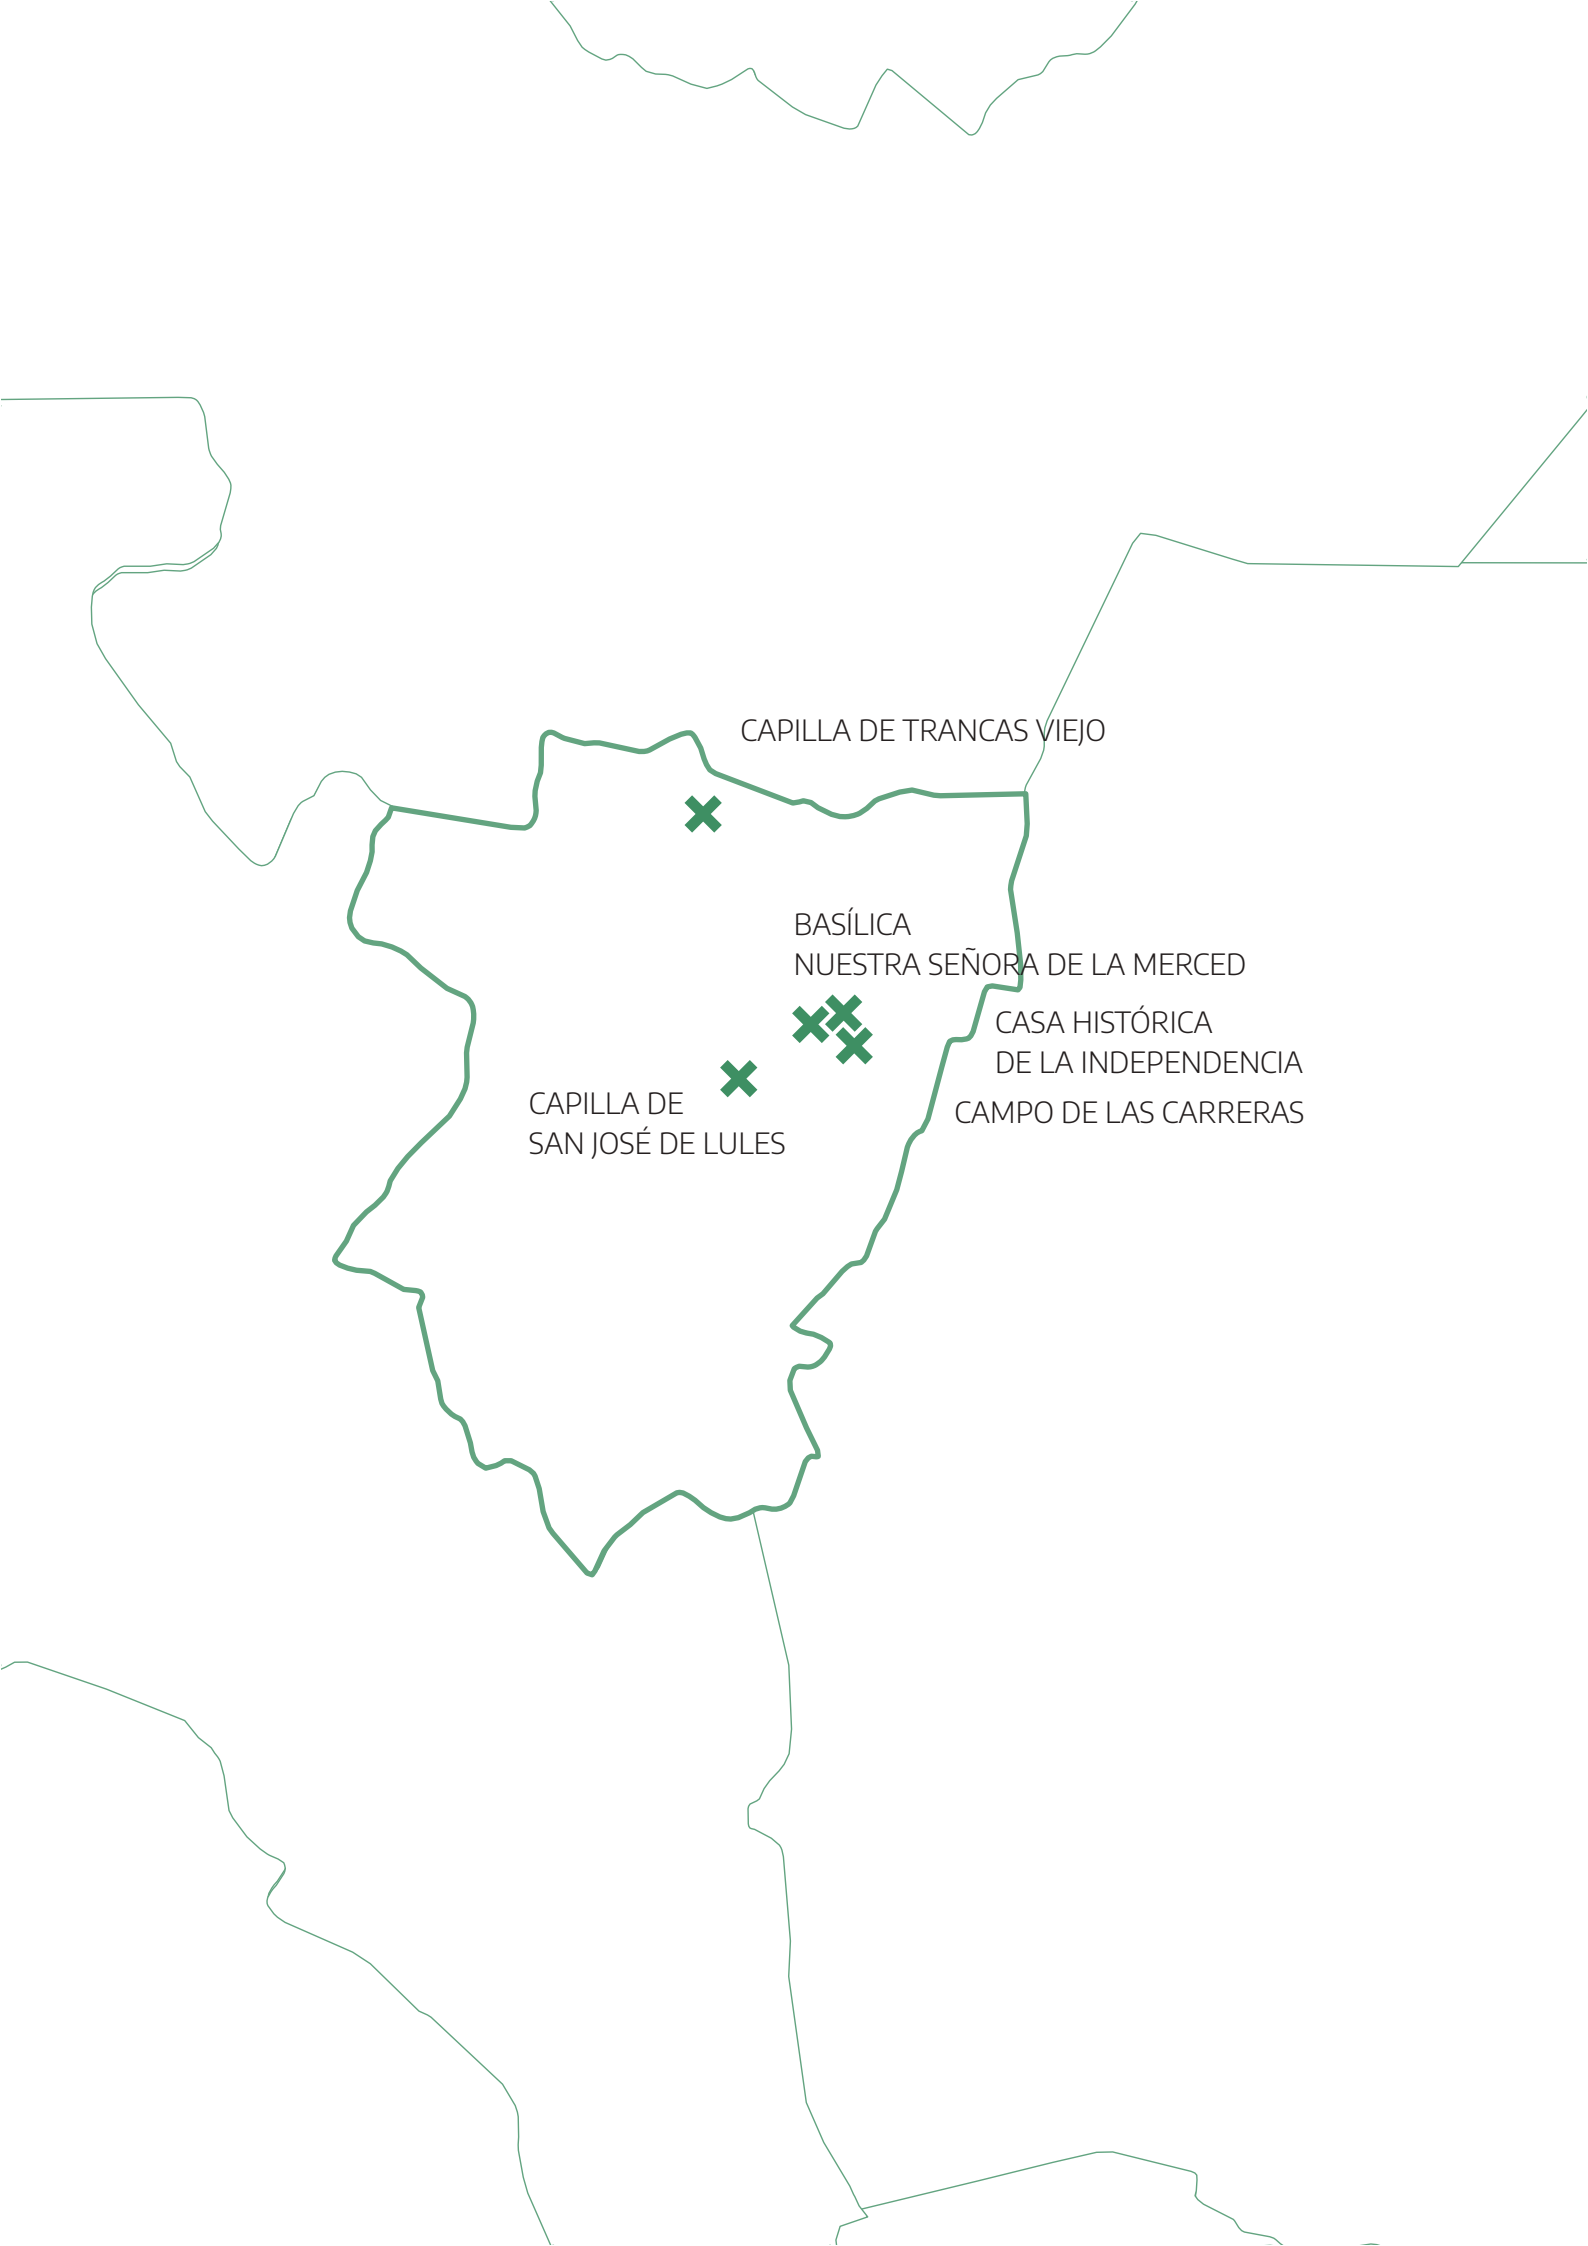 CAPILLA DE TRANCAS VIEJO
BASÍLICA
NUESTRA SEÑORA DE LA MERCED
CASA HISTÓRICA
DE LA INDEPENDENCIA
CAPILLA DE
SAN JOSÉ DE LULES
CAMPO DE LAS CARRERAS